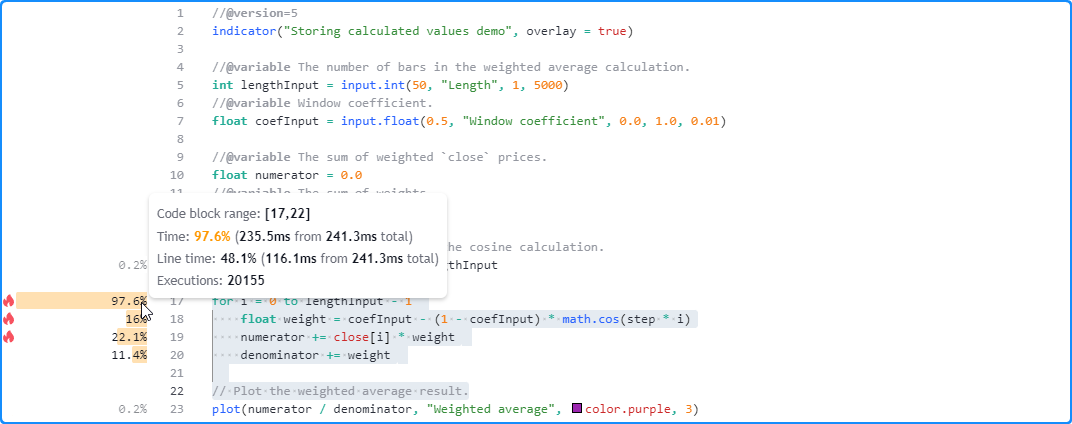 1 //@version=5
2 indicator("Storing calculated values demo", overlay = true)
3
4 //@variable The number of bars in the weighted average calculation.
5 int lengthInput = input.int(50, "Length", 1, 5000)
6 //@variable Window coefficient.
7 float coefInput = input.float(0.5, "Window coefficient", 0.0, 1.0, 0.01)
8
9 //@variable The sum of weighted `close` prices.
10 float numerator = 0.0
11 //@variable The sum of weights.
Code block range: [17,22]
Time: 97.6% (235.5ms from 241.3ms total)
Line time: 48.1% (116.1ms from 241.3ms total)
Executions: 20155
he cosine calculation.
0.2% gthInput
97.6% 17 for i = 0 to lengthInput - 1
16% 18 float weight = coefInput - (1 - coefInput) * math.cos(step * i)
22.1% 19 numerator += close[i] * weight
11.4% 20 denominator += weight
21
22 // Plot the weighted average result.
0.2% 23 plot(numerator / denominator, "Weighted average", color.purple, 3)